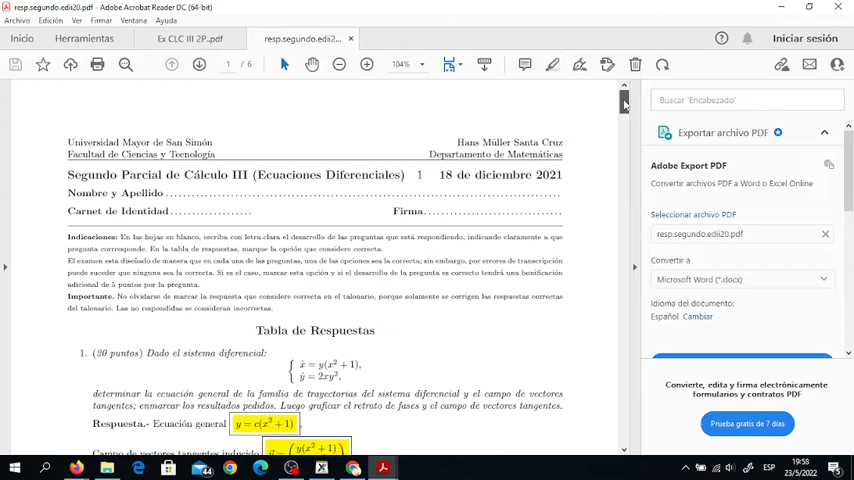 resp.segundo.edii20.pdf - Adobe Acrobat Reader DC (64-bit)
Archivo Edición Ver Firmar Ventana Ayuda
Inicio Herramientas Ex CLC III 2P..pdf resp.segundo.edii2... × Iniciar sesión
1 / 6 104%
Universidad Mayor de San Simón Hans Müller Santa Cruz
Facultad de Ciencias y Tecnología Departamento de Matemáticas
Segundo Parcial de Cálculo III (Ecuaciones Diferenciales) 1 18 de diciembre 2021
Nombre y Apellido
Carnet de Identidad Firma
Indicaciones: En las hojas en blanco, escriba con letra clara el desarrollo de las preguntas que está respondiendo, indicando claramente a que
pregunta corrresponde. En la tabla de respuestas, marque la opción que considere correcta.
El examen esta diseñado de manera que en cada una de las preguntas, una de las opciones sea la correcta; sin embargo, por errores de transcripción
puede suceder que ninguna sea la correcta. Si es el caso, marcar esta opción y si el desarrollo de la pregunta es correcto tendrá una bonificación
adicional de 5 puntos por la pregunta.
Importante. No olvidarse de marcar la respuesta que considere correcta en el talonario, porque solamente se corrigen las respuestas correctas
del talonario. Las no respondidas se consideran incorrectas.
Tabla de Respuestas
1. (20 puntos) Dado el sistema diferencial:
ẋ = y(x² + 1),
ẏ = 2xy²,
determinar la ecuación general de la familia de trayectorias del sistema diferencial y el campo de vectores
tangentes; enmarcar los resultados pedidos. Luego graficar el retrato de fases y el campo de vectores tangentes.
Respuesta.- Ecuación general y = c(x² + 1).
Campo de vectores tangentes inducido y(x² + 1)
Buscar 'Encabezado'
Exportar archivo PDF
Adobe Export PDF
Convertir archivos PDF a Word o Excel Online
Seleccionar archivo PDF
resp.segundo.edii20.pdf
Convertir a
Microsoft Word (*.docx)
Idioma del documento:
Español Cambiar
Convierte, edita y firma electrónicamente
formularios y contratos PDF
Prueba gratis de 7 días
44 ESP 19:58
23/5/2022 5